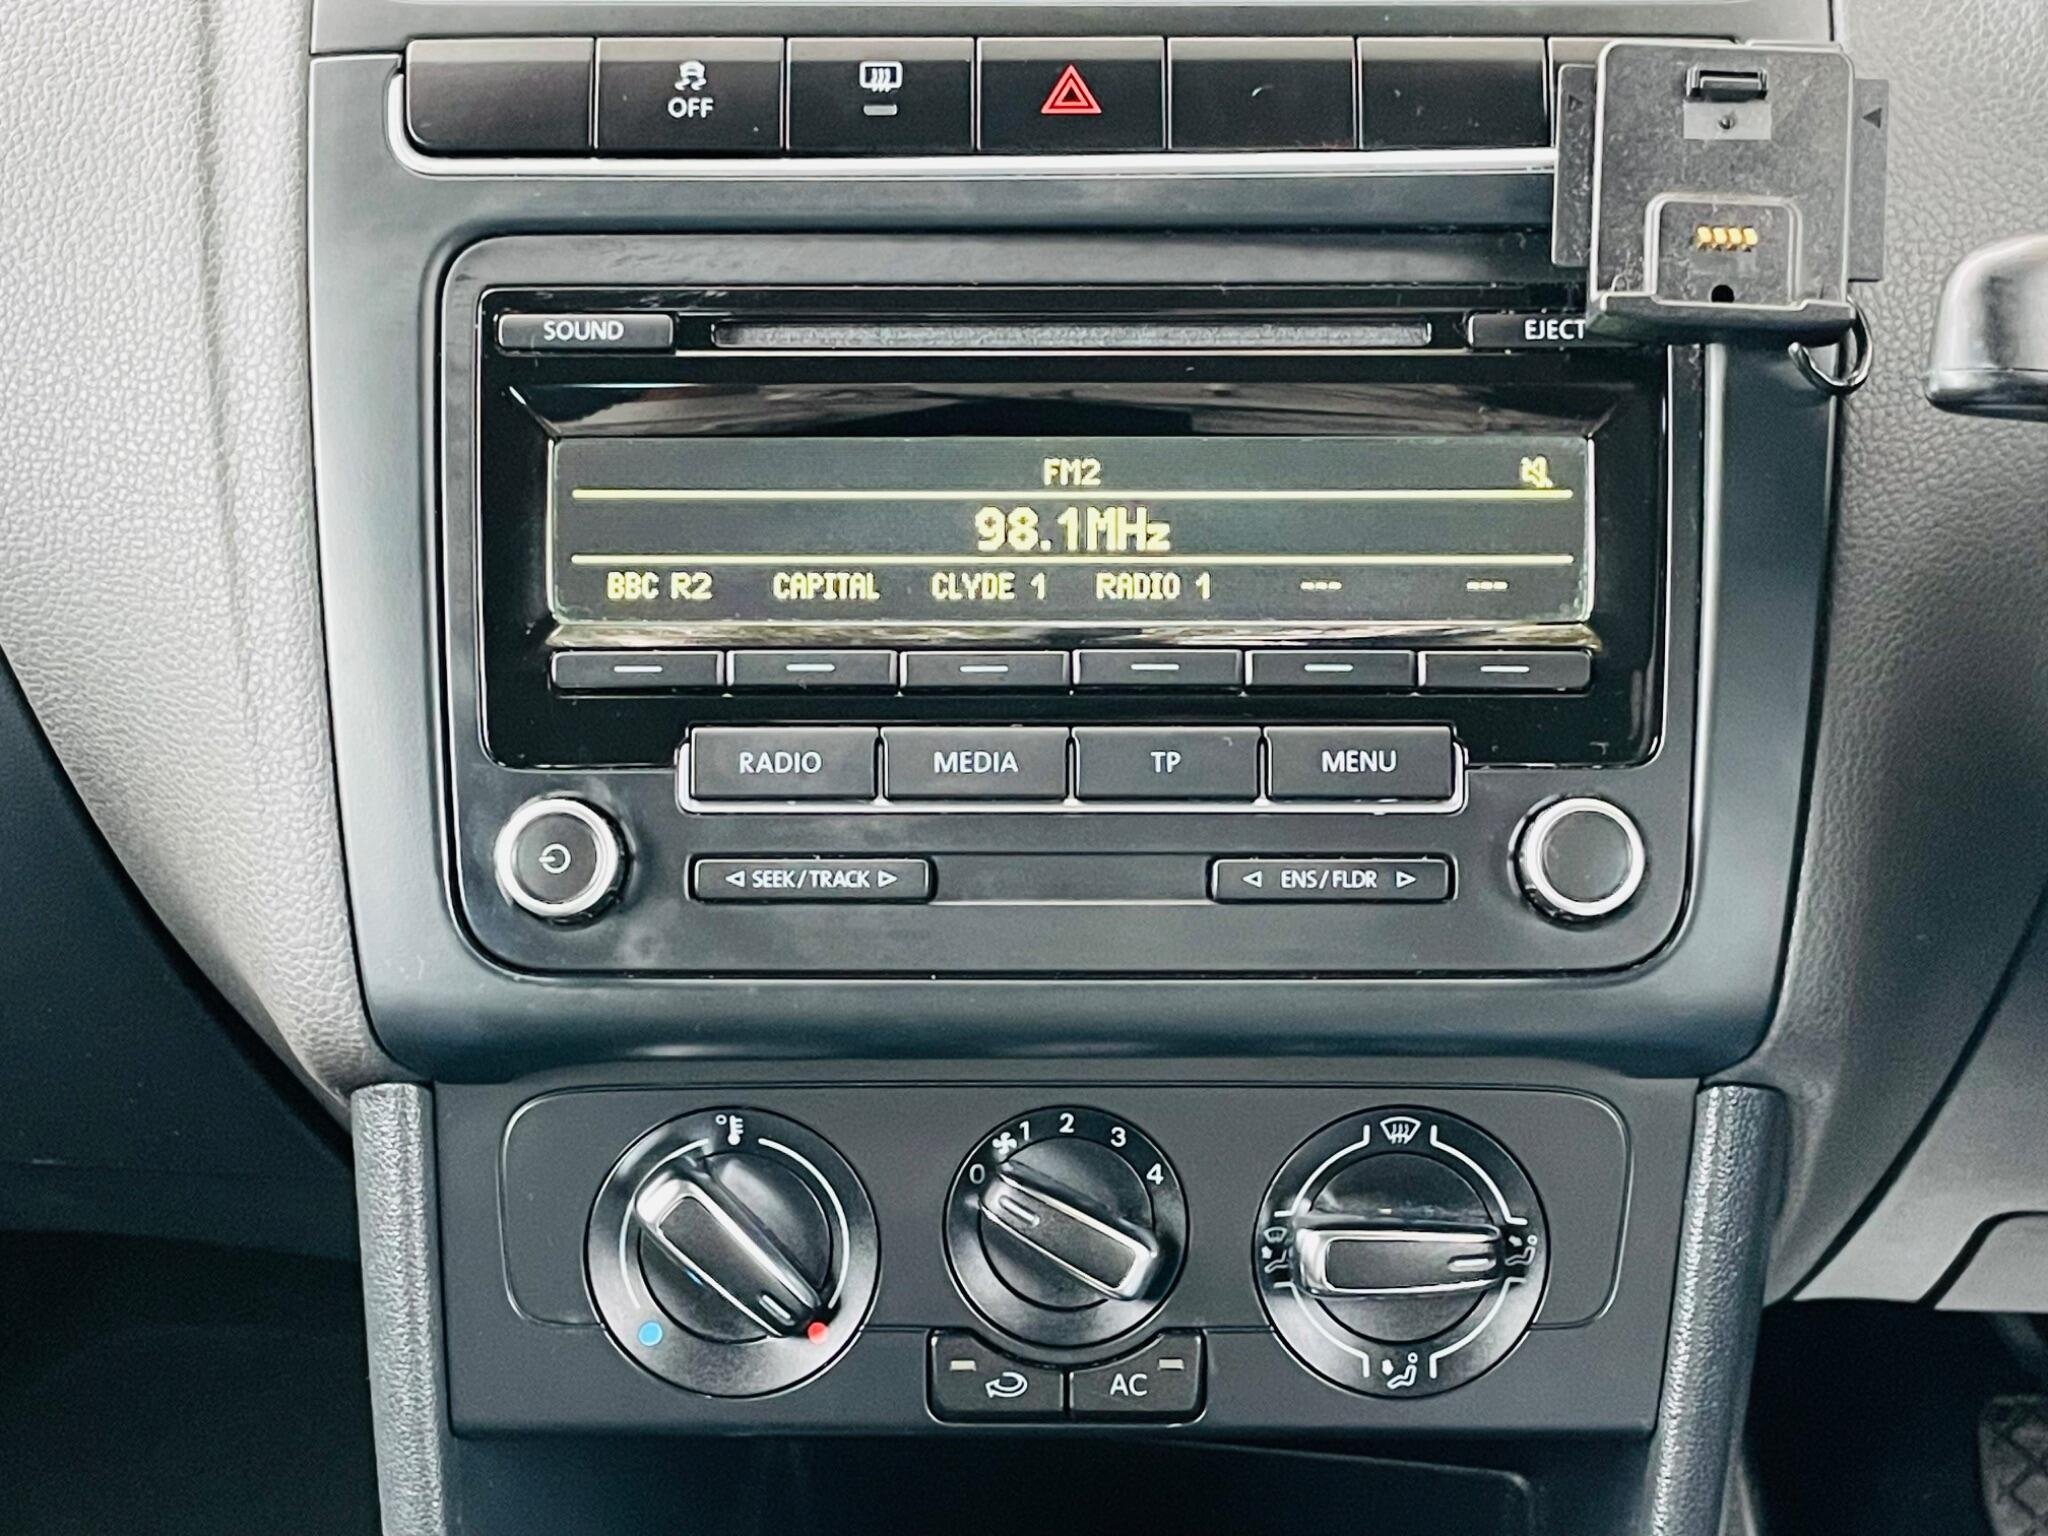 OFF
SOUND
EJECT
FM2
98.1MHz
BBC R2 CAPITAL CLYDE 1 RADIO 1 --- ---
RADIO MEDIA TP MENU
SEEK/TRACK ENS/FLDR
0 1 2 3 4
AC